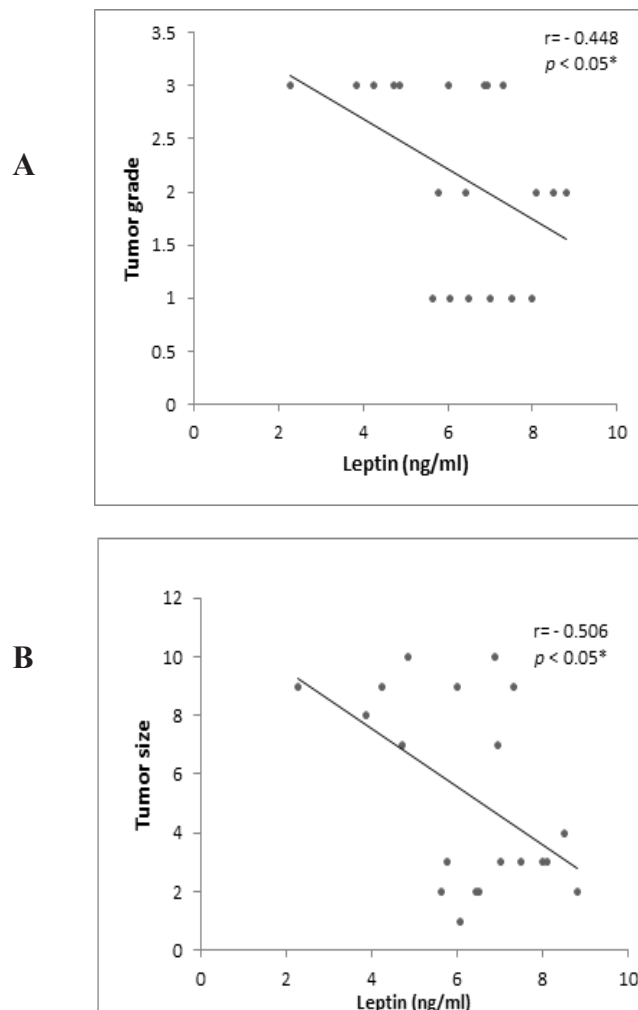 A
r= - 0.448
p < 0.05*
3.5
3
2.5
2
1.5
1
0.5
0
Tumor grade
0 2 4 6 8 10
Leptin (ng/ml)
B
r= - 0.506
p < 0.05*
12
10
8
6
4
2
0
Tumor size
0 2 4 6 8 10
Leptin (ng/ml)